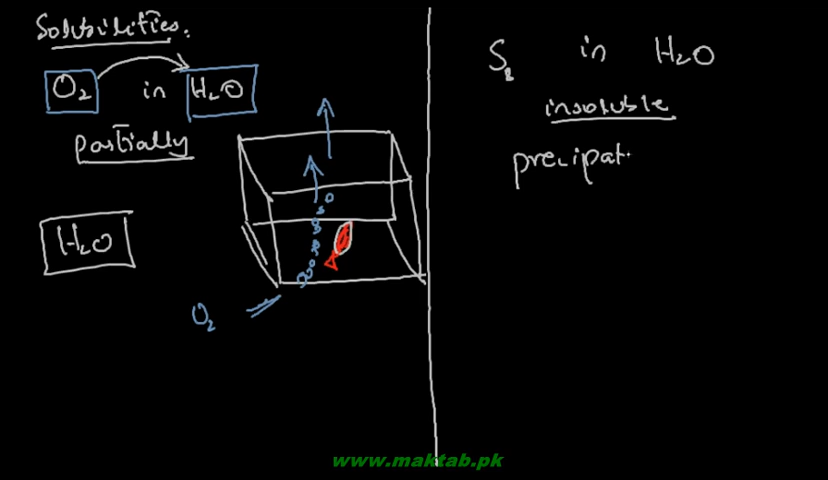 Solubilities.
O₂ in H₂O
Partially
H₂O
O₂
S₈ in H₂O
insoluble
precipat
www.maktab.pk